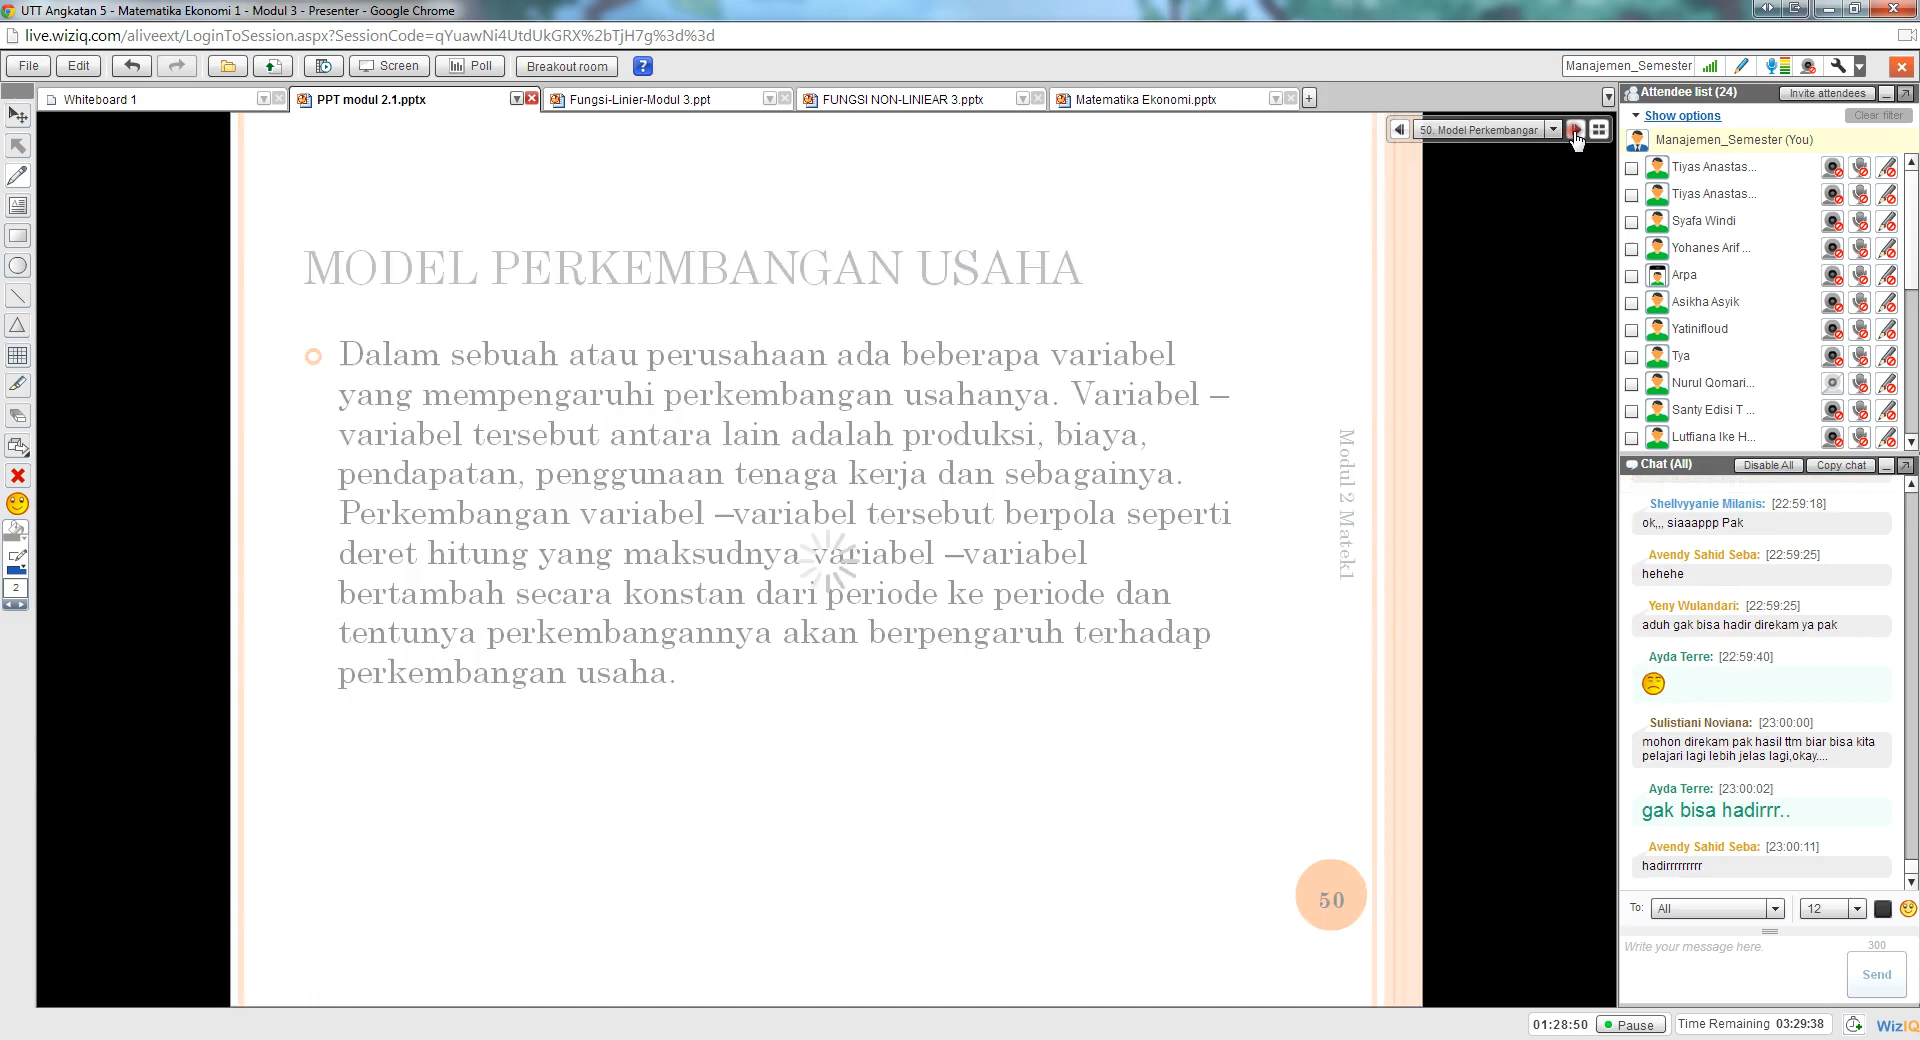 UTT Angkatan 5 - Matematika Ekonomi 1 - Modul 3 - Presenter - Google Chrome
live.wiziq.com/aliveext/LoginToSession.aspx?SessionCode=qYuawNi4UtdUkGRX%2bTjH7g%3d%3d
File Edit Screen Poll Breakout room ? Manajemen_Semester
Whiteboard 1 PPT modul 2.1.pptx Fungsi-Linier-Modul 3.ppt FUNGSI NON-LINIEAR 3.pptx Matematika Ekonomi.pptx +
50. Model Perkembangar
MODEL PERKEMBANGAN USAHA
Dalam sebuah atau perusahaan ada beberapa variabel
yang mempengaruhi perkembangan usahanya. Variabel –
variabel tersebut antara lain adalah produksi, biaya,
pendapatan, penggunaan tenaga kerja dan sebagainya.
Perkembangan variabel –variabel tersebut berpola seperti
deret hitung yang maksudnya variabel –variabel
bertambah secara konstan dari periode ke periode dan
tentunya perkembangannya akan berpengaruh terhadap
perkembangan usaha.
Modul 2 Matek1
50
2
Attendee list (24) Invite attendees
Show options Clear filter
Manajemen_Semester (You)
Tiyas Anastas...
Tiyas Anastas...
Syafa Windi
Yohanes Arif ...
Arpa
Asikha Asyik
Yatinifloud
Tya
Nurul Qomari...
Santy Edisi T ...
Lutfiana Ike H...
Chat (All) Disable All Copy chat
Shellvyyanie Milanis: [22:59:18]
ok,,, siaaappp Pak
Avendy Sahid Seba: [22:59:25]
hehehe
Yeny Wulandari: [22:59:25]
aduh gak bisa hadir direkam ya pak
Ayda Terre: [22:59:40]
Sulistiani Noviana: [23:00:00]
mohon direkam pak hasil ttm biar bisa kita
pelajari lagi lebih jelas lagi,okay....
Ayda Terre: [23:00:02]
gak bisa hadirrr..
Avendy Sahid Seba: [23:00:11]
hadirrrrrrrrr
To: All 12
Write your message here. 300
Send
01:28:50 Pause Time Remaining 03:29:38 WizIQ